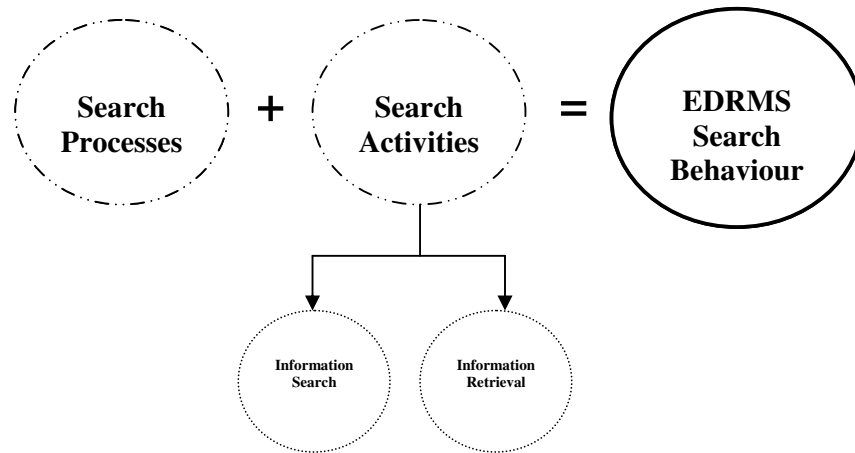 Search
Processes
+
Search
Activities
=
EDRMS
Search
Behaviour
Information
Search
Information
Retrieval